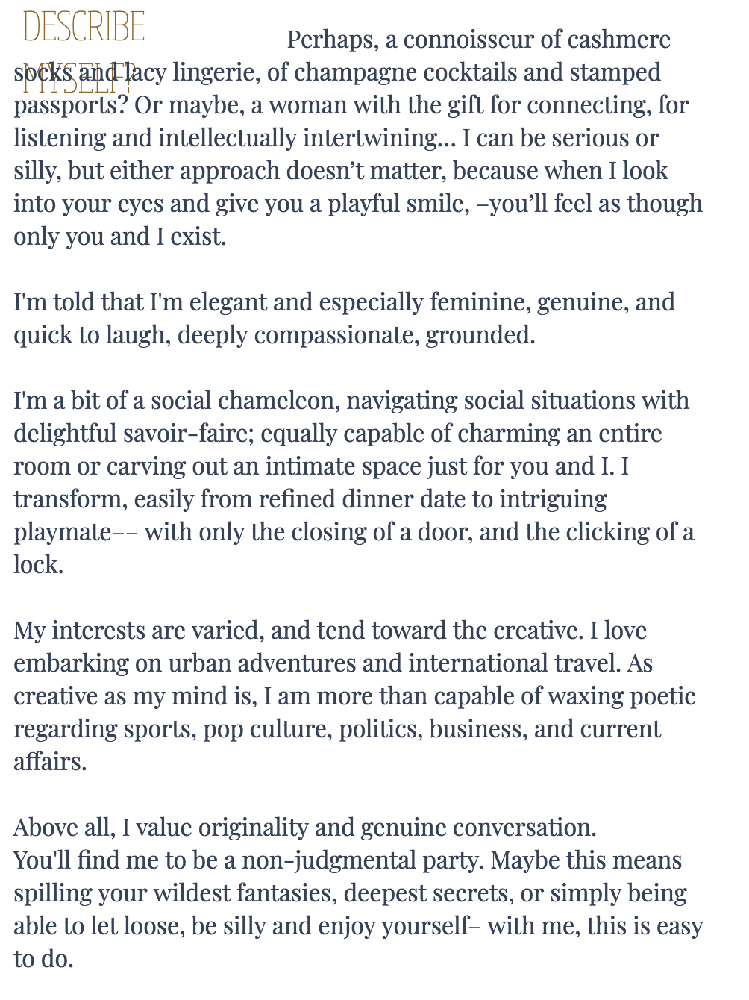 DESCRIBE
MYSELF?
Perhaps, a connoisseur of cashmere
socks and lacy lingerie, of champagne cocktails and stamped
passports? Or maybe, a woman with the gift for connecting, for
listening and intellectually intertwining... I can be serious or
silly, but either approach doesn’t matter, because when I look
into your eyes and give you a playful smile, –you’ll feel as though
only you and I exist.

I'm told that I'm elegant and especially feminine, genuine, and
quick to laugh, deeply compassionate, grounded.

I'm a bit of a social chameleon, navigating social situations with
delightful savoir-faire; equally capable of charming an entire
room or carving out an intimate space just for you and I. I
transform, easily from refined dinner date to intriguing
playmate–– with only the closing of a door, and the clicking of a
lock.

My interests are varied, and tend toward the creative. I love
embarking on urban adventures and international travel. As
creative as my mind is, I am more than capable of waxing poetic
regarding sports, pop culture, politics, business, and current
affairs.

Above all, I value originality and genuine conversation.
You'll find me to be a non-judgmental party. Maybe this means
spilling your wildest fantasies, deepest secrets, or simply being
able to let loose, be silly and enjoy yourself– with me, this is easy
to do.